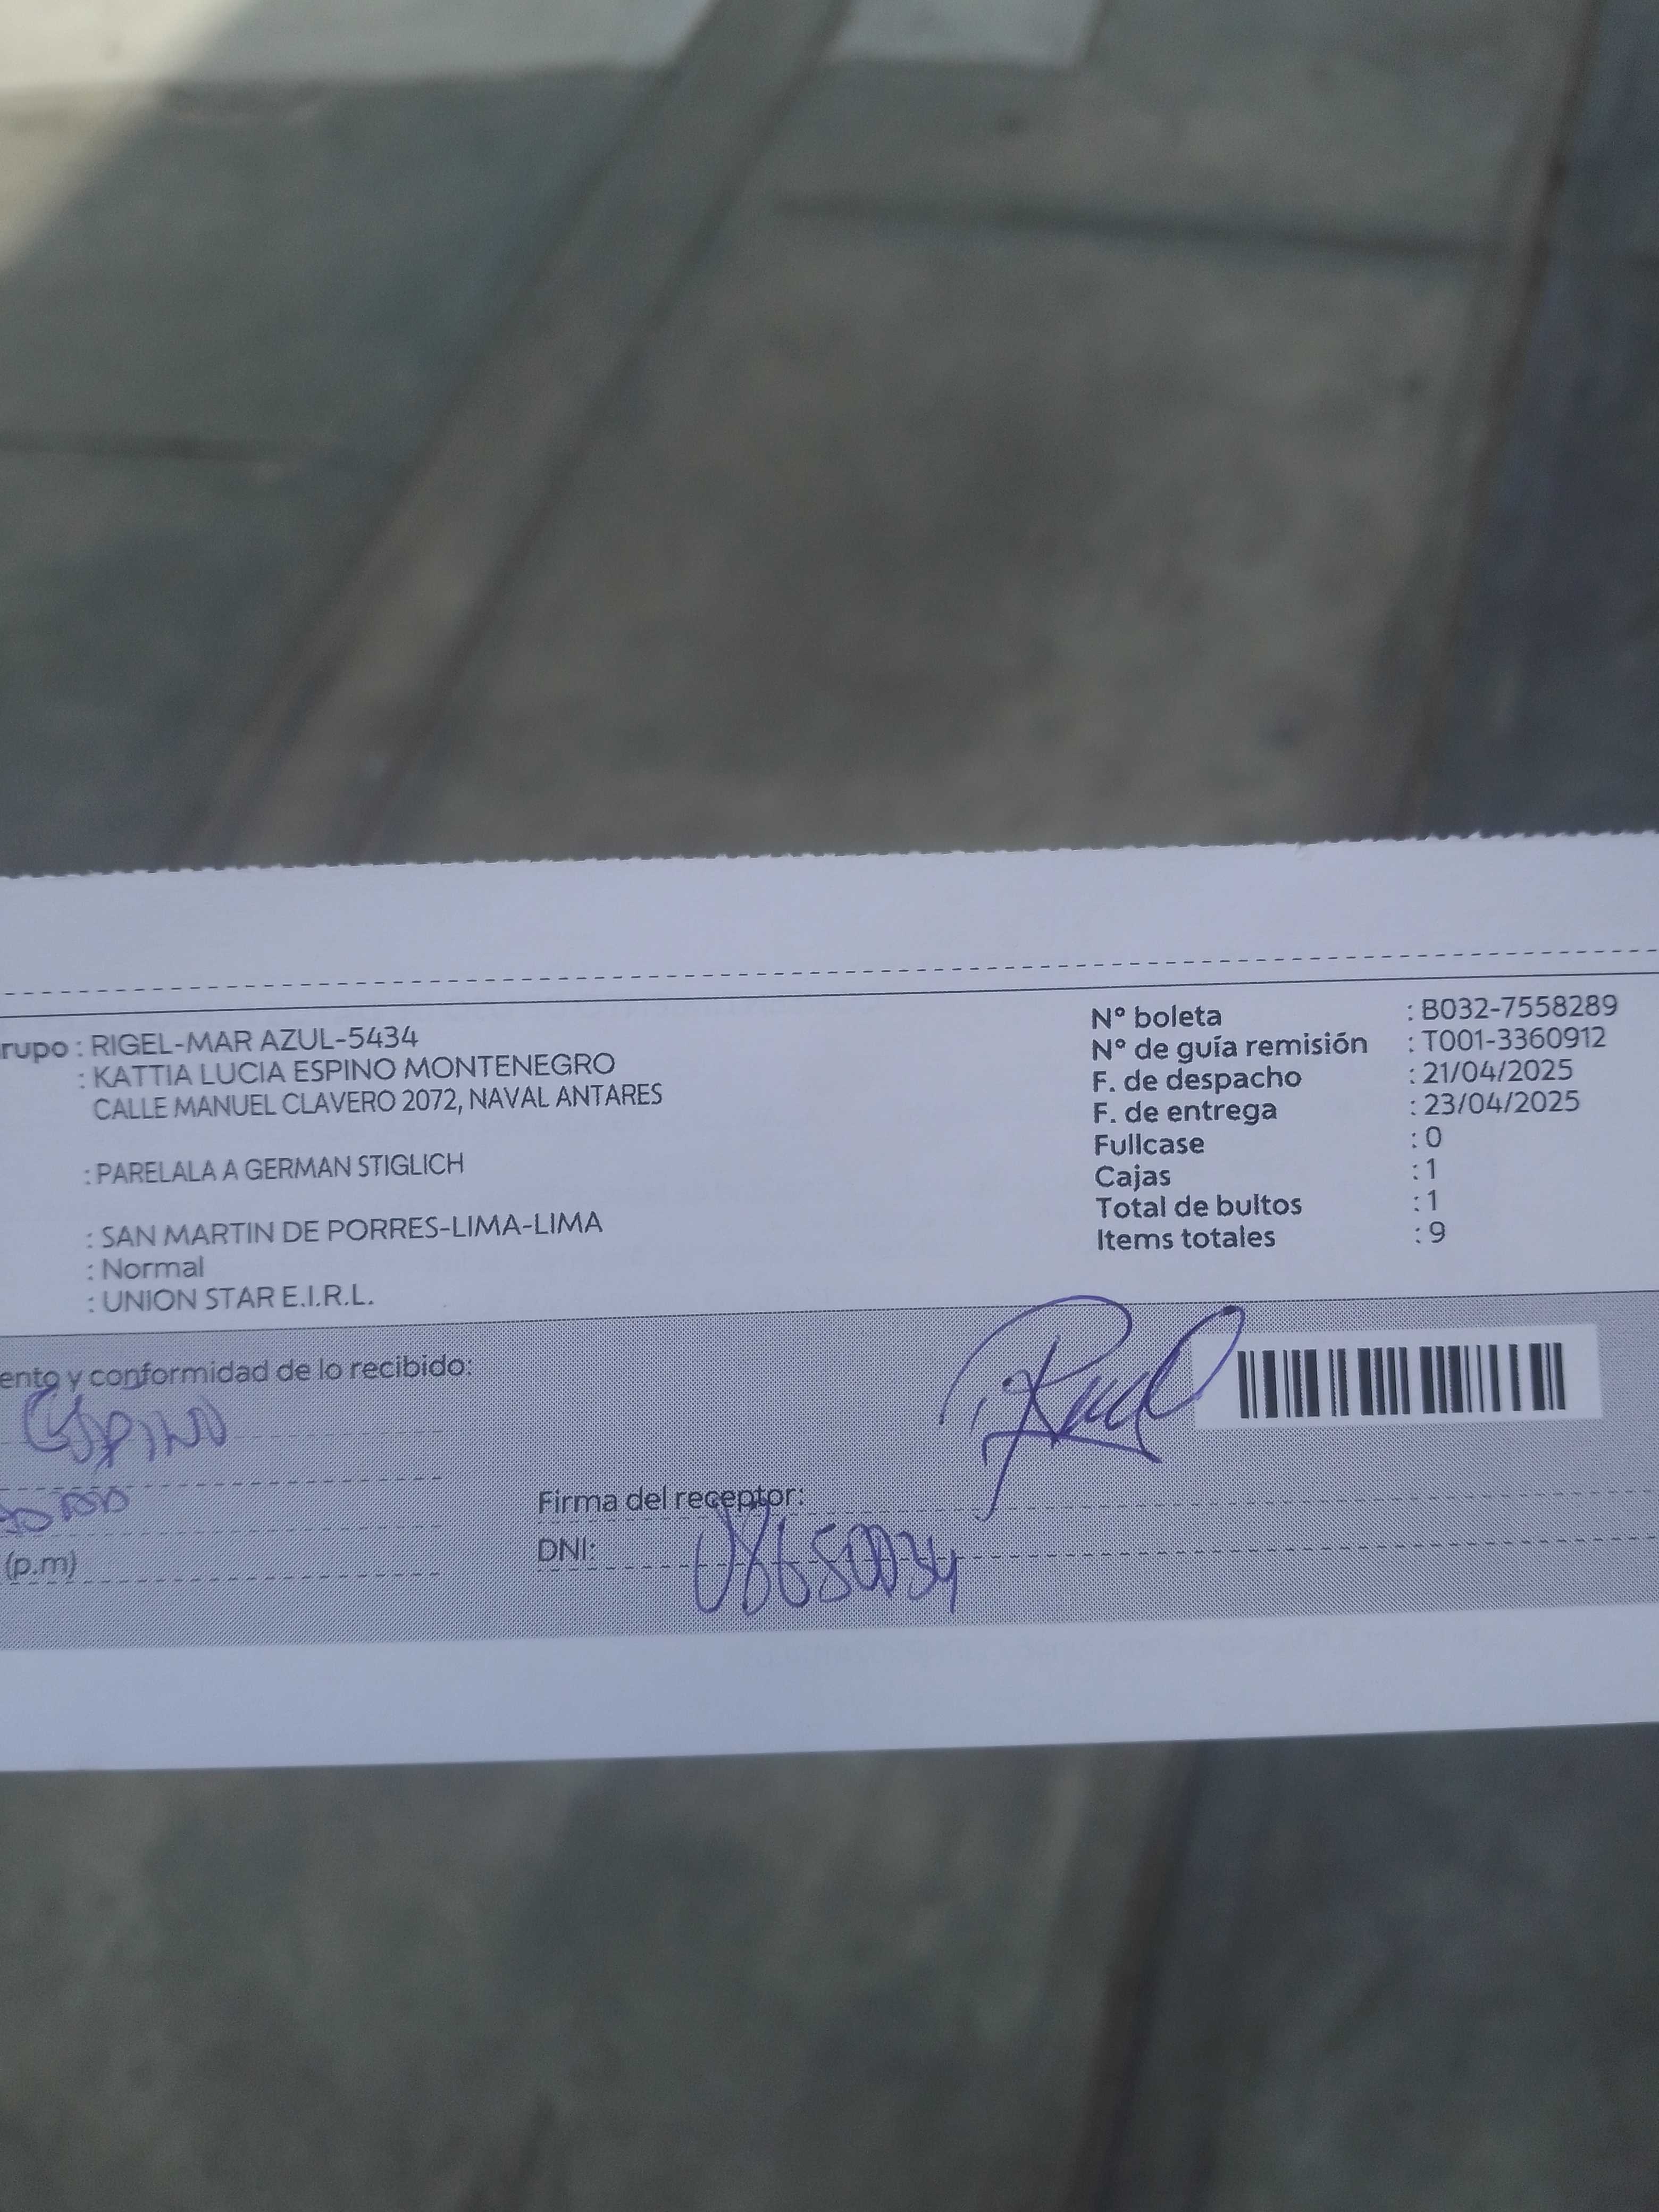 rupo : RIGEL-MAR AZUL-5434
: KATTIA LUCIA ESPINO MONTENEGRO
CALLE MANUEL CLAVERO 2072, NAVAL ANTARES
: PARELALA A GERMAN STIGLICH
: SAN MARTIN DE PORRES-LIMA-LIMA
: Normal
: UNION STAR E.I.R.L.
N° boleta : B032-7558289
N° de guía remisión : T001-3360912
F. de despacho : 21/04/2025
F. de entrega : 23/04/2025
Fullcase : 0
Cajas : 1
Total de bultos : 1
Items totales : 9
ento y conformidad de lo recibido:
ESPINO
(p.m)
Firma del receptor:
DNI: 08650034